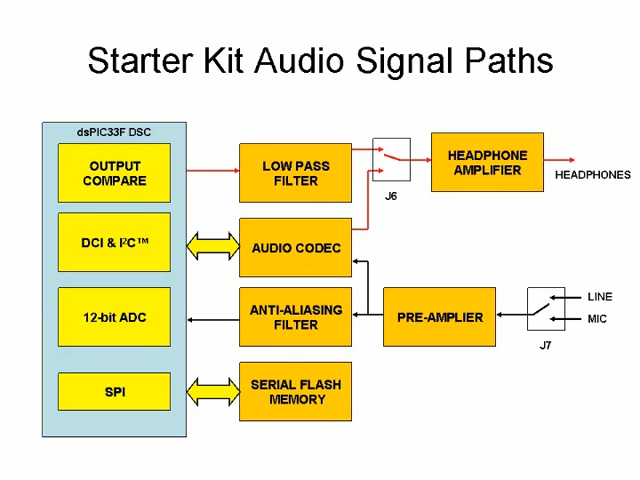 Starter Kit Audio Signal Paths
dsPIC33F DSC
OUTPUT
COMPARE
LOW PASS
FILTER
J6
HEADPHONE
AMPLIFIER
HEADPHONES
DCI & I²C™
AUDIO CODEC
12-bit ADC
ANTI-ALIASING
FILTER
PRE-AMPLIER
LINE
MIC
J7
SPI
SERIAL FLASH
MEMORY